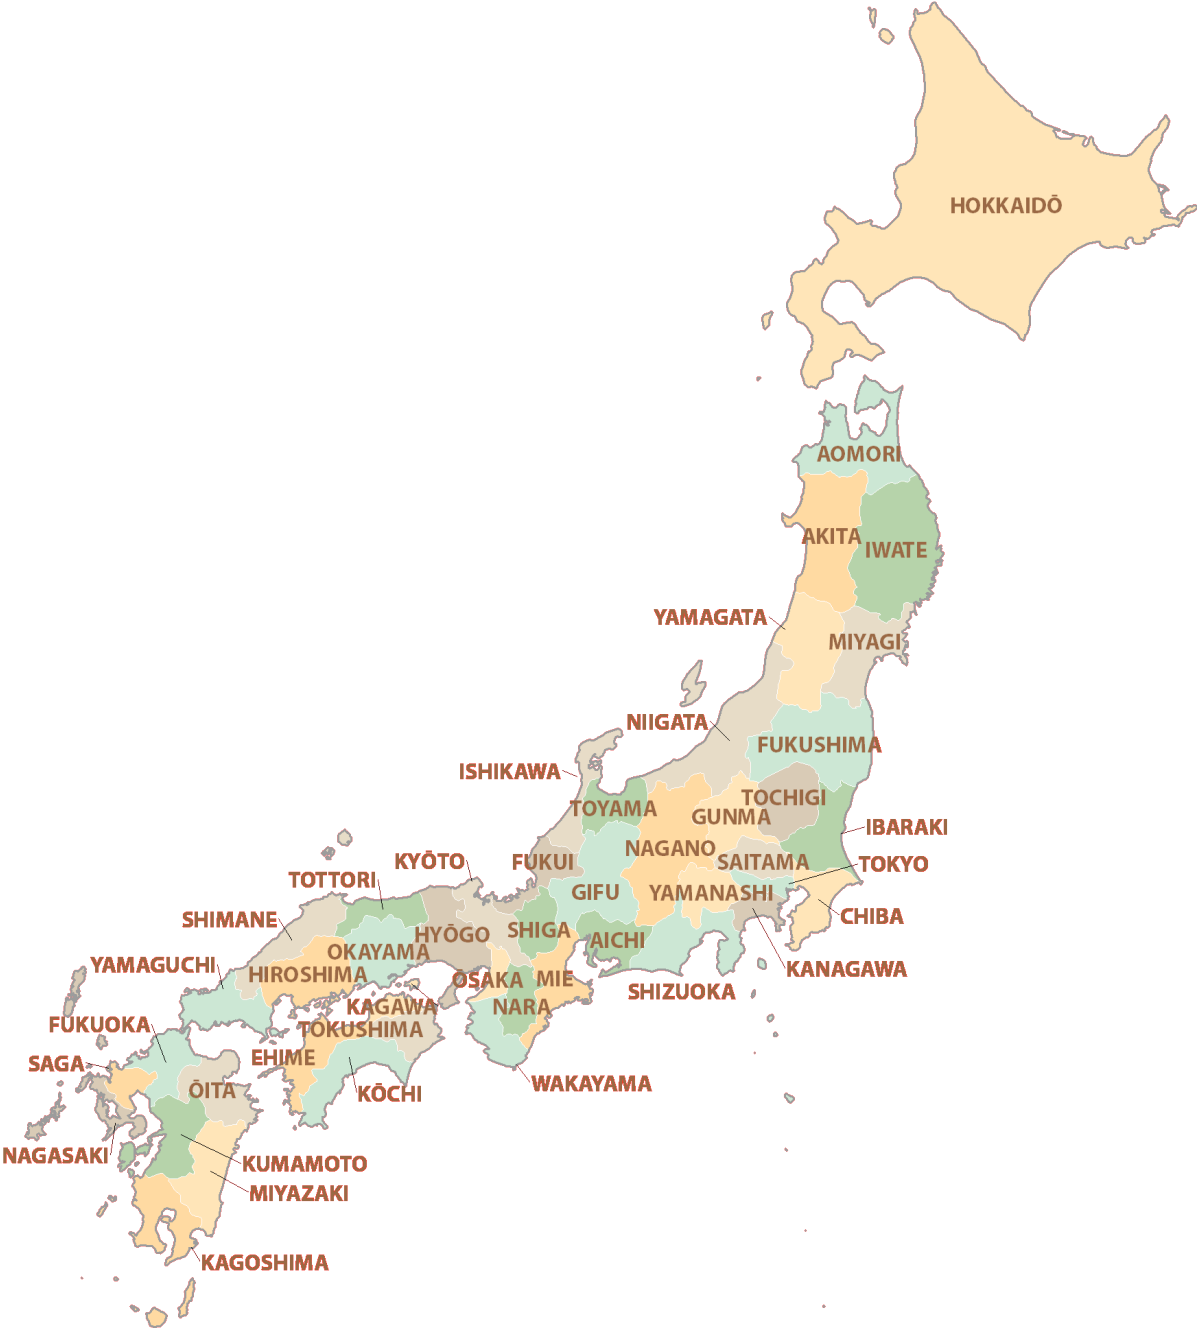 HOKKAIDŌ
AOMORI
AKITA
IWATE
YAMAGATA
MIYAGI
NIIGATA
FUKUSHIMA
ISHIKAWA
TOYAMA
TOCHIGI
GUNMA
IBARAKI
NAGANO
KYŌTO
FUKUI
SAITAMA
TOKYO
TOTTORI
GIFU
YAMANASHI
SHIMANE
CHIBA
HYŌGO
SHIGA
AICHI
OKAYAMA
YAMAGUCHI
HIROSHIMA
KANAGAWA
ŌSAKA
MIE
SHIZUOKA
KAGAWA
NARA
FUKUOKA
TOKUSHIMA
EHIME
SAGA
WAKAYAMA
ŌITA
KŌCHI
NAGASAKI
KUMAMOTO
MIYAZAKI
KAGOSHIMA